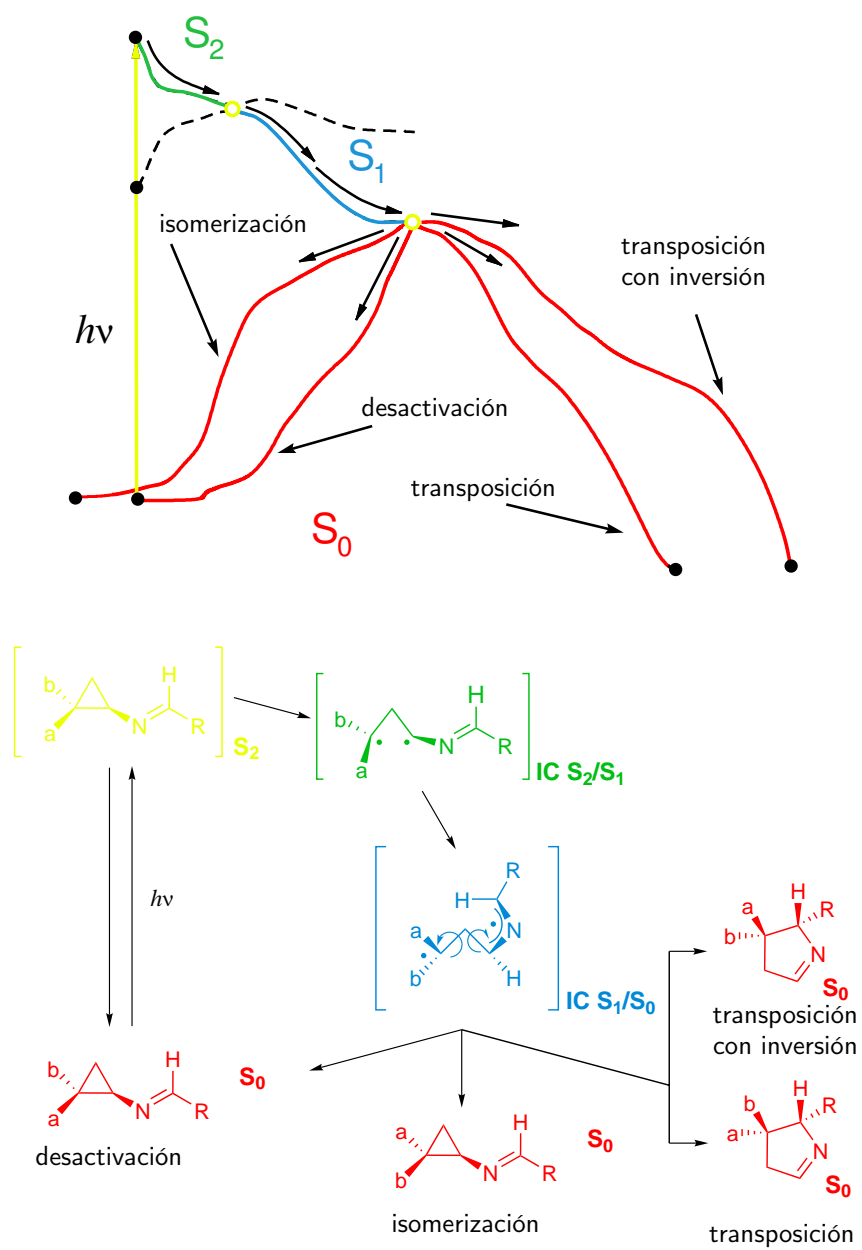 S2
S1
isomerización
transposición
con inversión
hν
desactivación
transposición
S0
H
b
a
N
R
S2
H
b
a
N
R
IC S2/S1
hν
R
H
N
a
b
H
IC S1/S0
H
a
R
b
N
S0
transposición
con inversión
H
b
a
N
R
S0
desactivación
H
a
b
N
R
S0
isomerización
H
b
R
a
N
S0
transposición